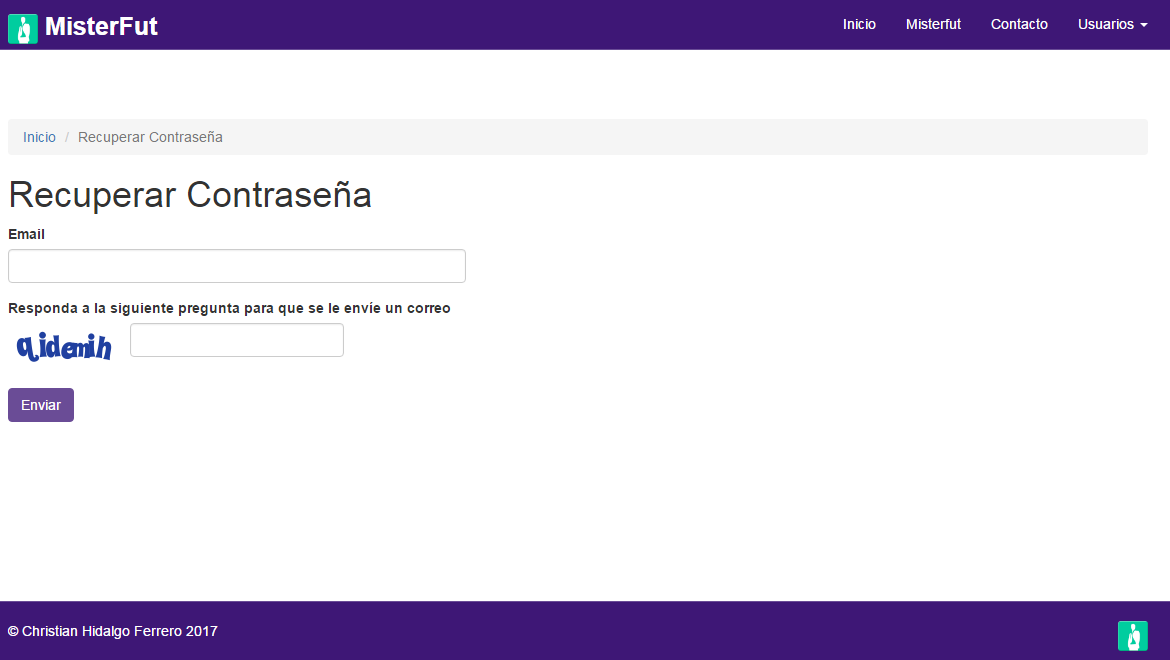 MisterFut
Inicio Misterfut Contacto Usuarios
Inicio / Recuperar Contraseña
Recuperar Contraseña
Email
Responda a la siguiente pregunta para que se le envíe un correo
qidemih
Enviar
© Christian Hidalgo Ferrero 2017